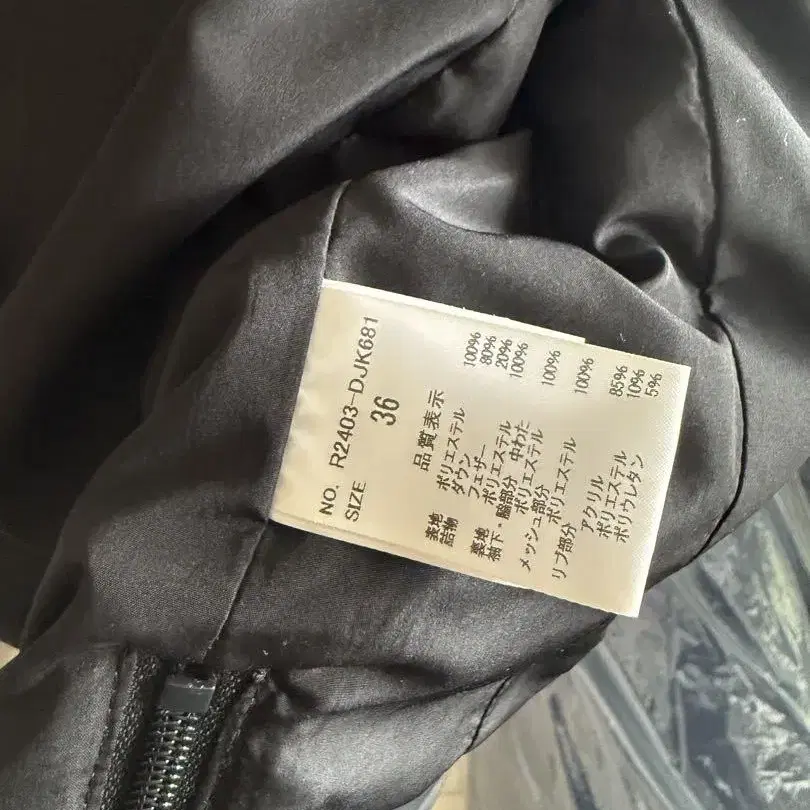 NO. R2403-DJK681
SIZE 36
品質表示
表地 ポリエステル 100%
詰物 ダウン 80%
フェザー 20%
裏地 ポリエステル 100%
袖下・脇部分 中わた
ポリエステル 100%
メッシュ部分
ポリエステル 100%
リブ部分
アクリル 85%
ポリエステル 10%
ポリウレタン 5%